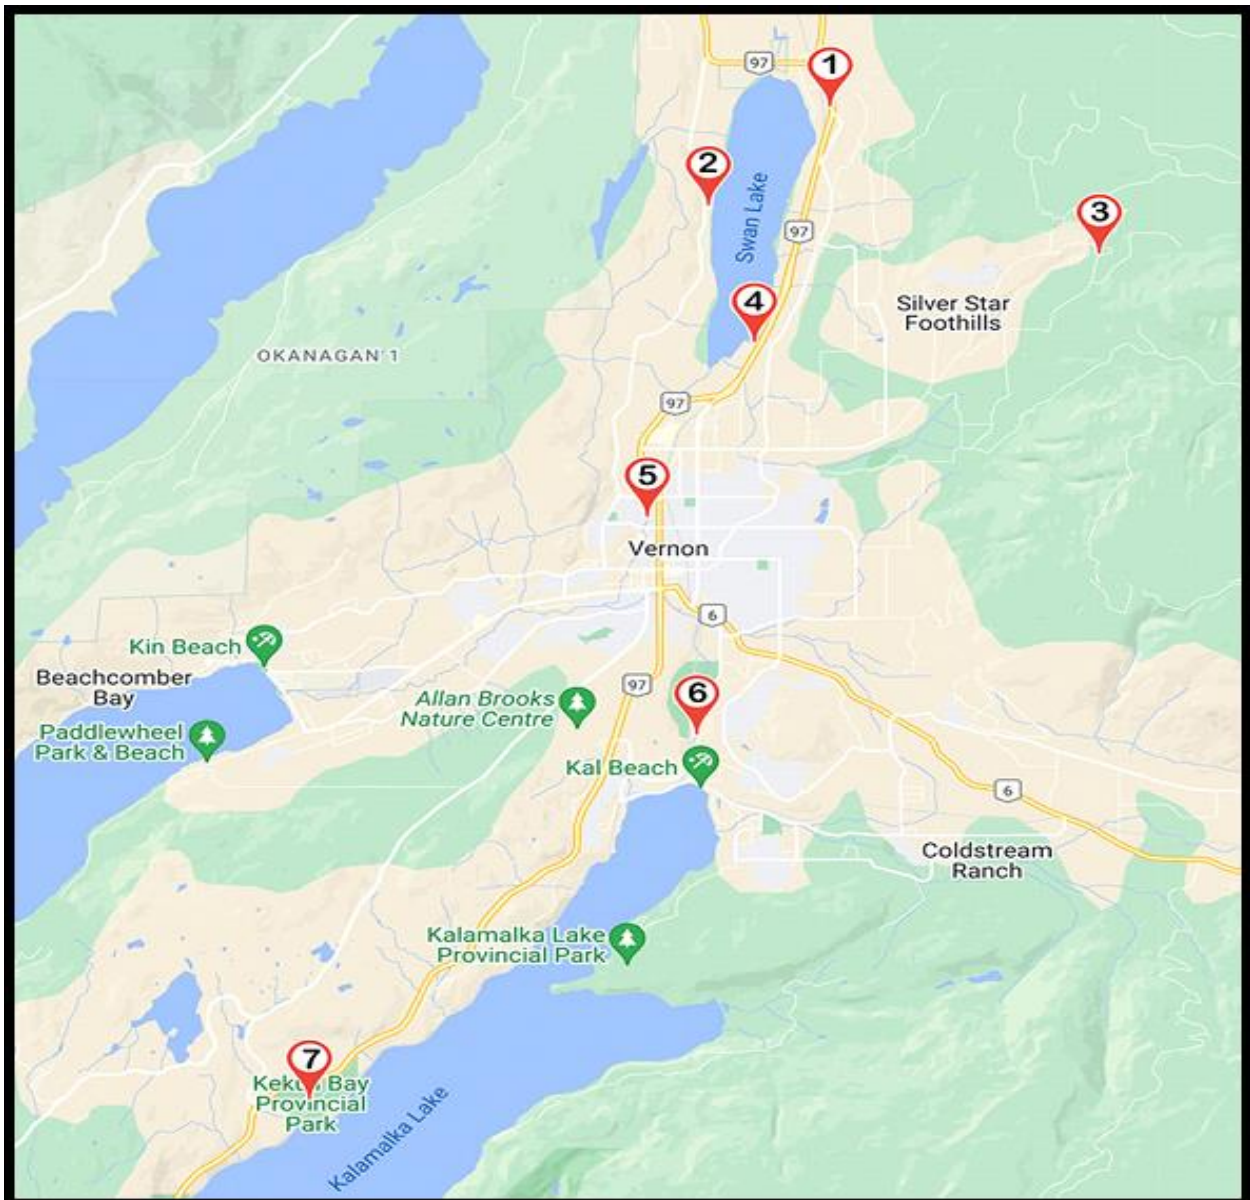 97
1
2
Swan Lake
97
3
4
Silver Star
Foothills
OKANAGAN 1
97
5
Vernon
6
Kin Beach
Beachcomber
Bay
Paddlewheel
Park & Beach
Allan Brooks
Nature Centre
97
6
Kal Beach
6
Coldstream
Ranch
Kalamalka Lake
Provincial Park
7
Kekuli Bay
Provincial
Park
Kalamalka Lake